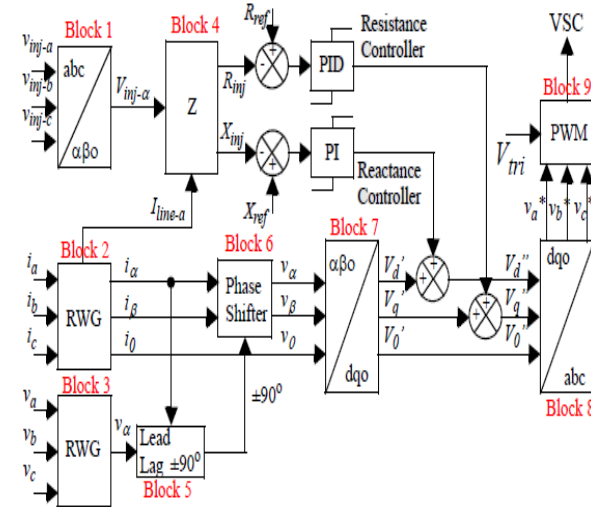 Block 1
v_inj-a
v_inj-b
v_inj-c
abc
αβo
V_inj-α
Block 4
Z
R_ref
+
-
R_inj
X_inj
-
+
X_ref
I_line-a
PID
Resistance
Controller
PI
Reactance
Controller
VSC
Block 9
PWM
V_tri
v_a* v_b* v_c*
Block 2
i_a
i_b
i_c
RWG
i_α
i_β
i_0
Block 6
Phase
Shifter
v_α
v_β
v_0
Block 7
αβo
dqo
V_d'
V_q'
V_0'
+
+
+
+
V_d''
V_q''
V_0''
dqo
abc
Block 8
Block 3
v_a
v_b
v_c
RWG
v_α
Lead
Lag ±90°
Block 5
±90°